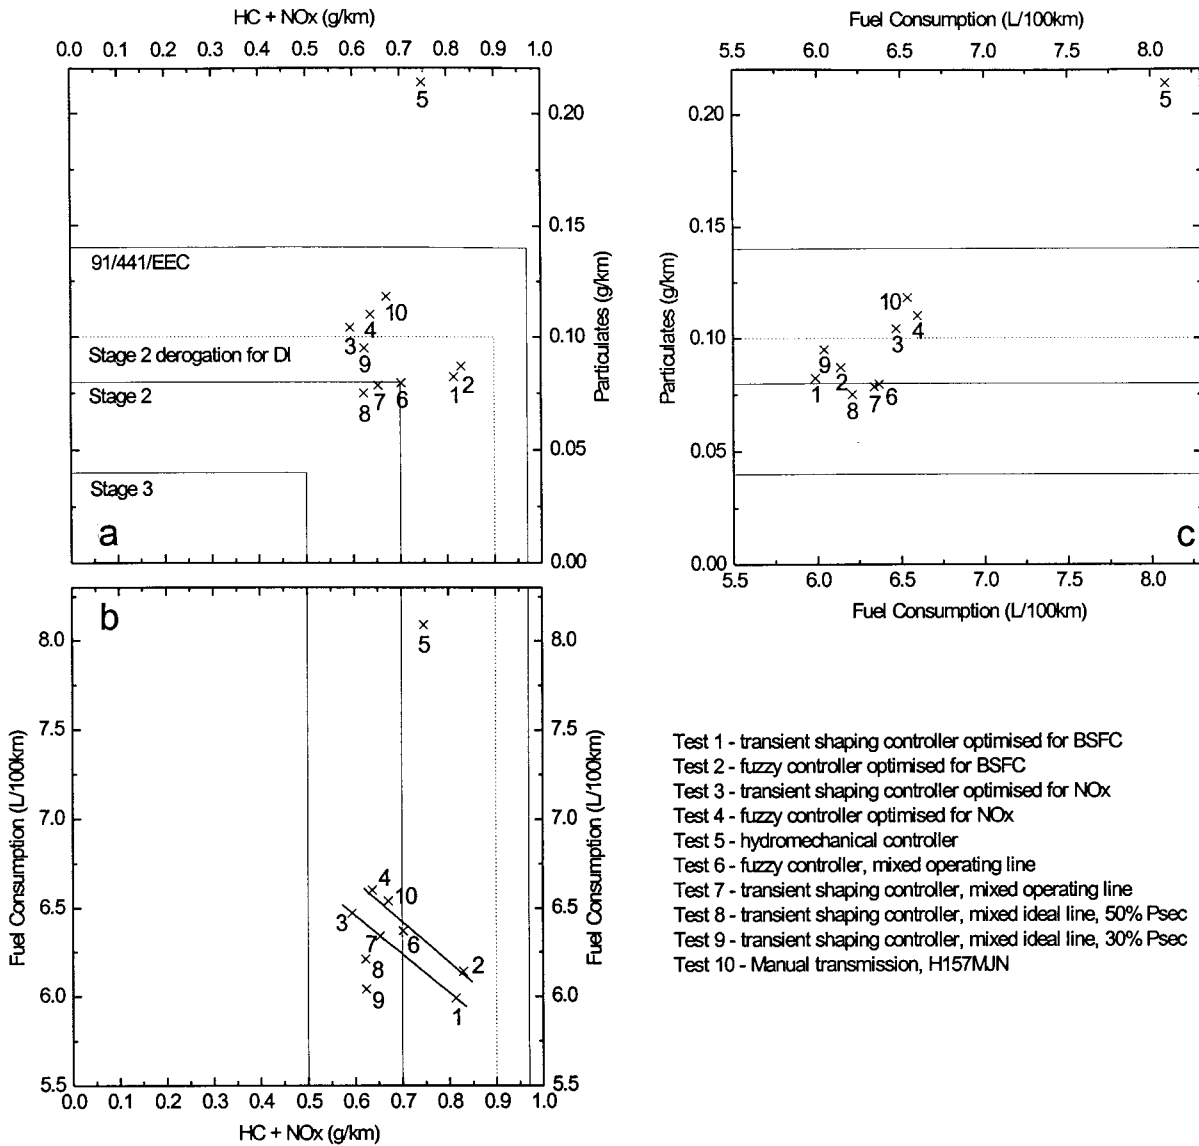 HC + NOx (g/km)
0.0 0.1 0.2 0.3 0.4 0.5 0.6 0.7 0.8 0.9 1.0
5
0.20
0.15
91/441/EEC
10
4
3
0.10
Stage 2 derogation for DI
9
2
1
Stage 2
7
6
8
0.05
Stage 3
a
0.00
Particulates (g/km)
Fuel Consumption (L/100km)
5.5 6.0 6.5 7.0 7.5 8.0
0.20
5
0.15
10
4
0.10
3
9
2
1
8
7
6
0.05
c
0.00
Particulates (g/km)
5.5 6.0 6.5 7.0 7.5 8.0
Fuel Consumption (L/100km)
b
8.0
5
8.0
7.5
7.5
7.0
7.0
4
10
6.5
3
6.5
7
6
8
2
6.0
9
1
6.0
5.5
5.5
Fuel Consumption (L/100km)
Fuel Consumption (L/100km)
0.0 0.1 0.2 0.3 0.4 0.5 0.6 0.7 0.8 0.9 1.0
HC + NOx (g/km)
Test 1 - transient shaping controller optimised for BSFC
Test 2 - fuzzy controller optimised for BSFC
Test 3 - transient shaping controller optimised for NOx
Test 4 - fuzzy controller optimised for NOx
Test 5 - hydromechanical controller
Test 6 - fuzzy controller, mixed operating line
Test 7 - transient shaping controller, mixed operating line
Test 8 - transient shaping controller, mixed ideal line, 50% Psec
Test 9 - transient shaping controller, mixed ideal line, 30% Psec
Test 10 - Manual transmission, H157MJN